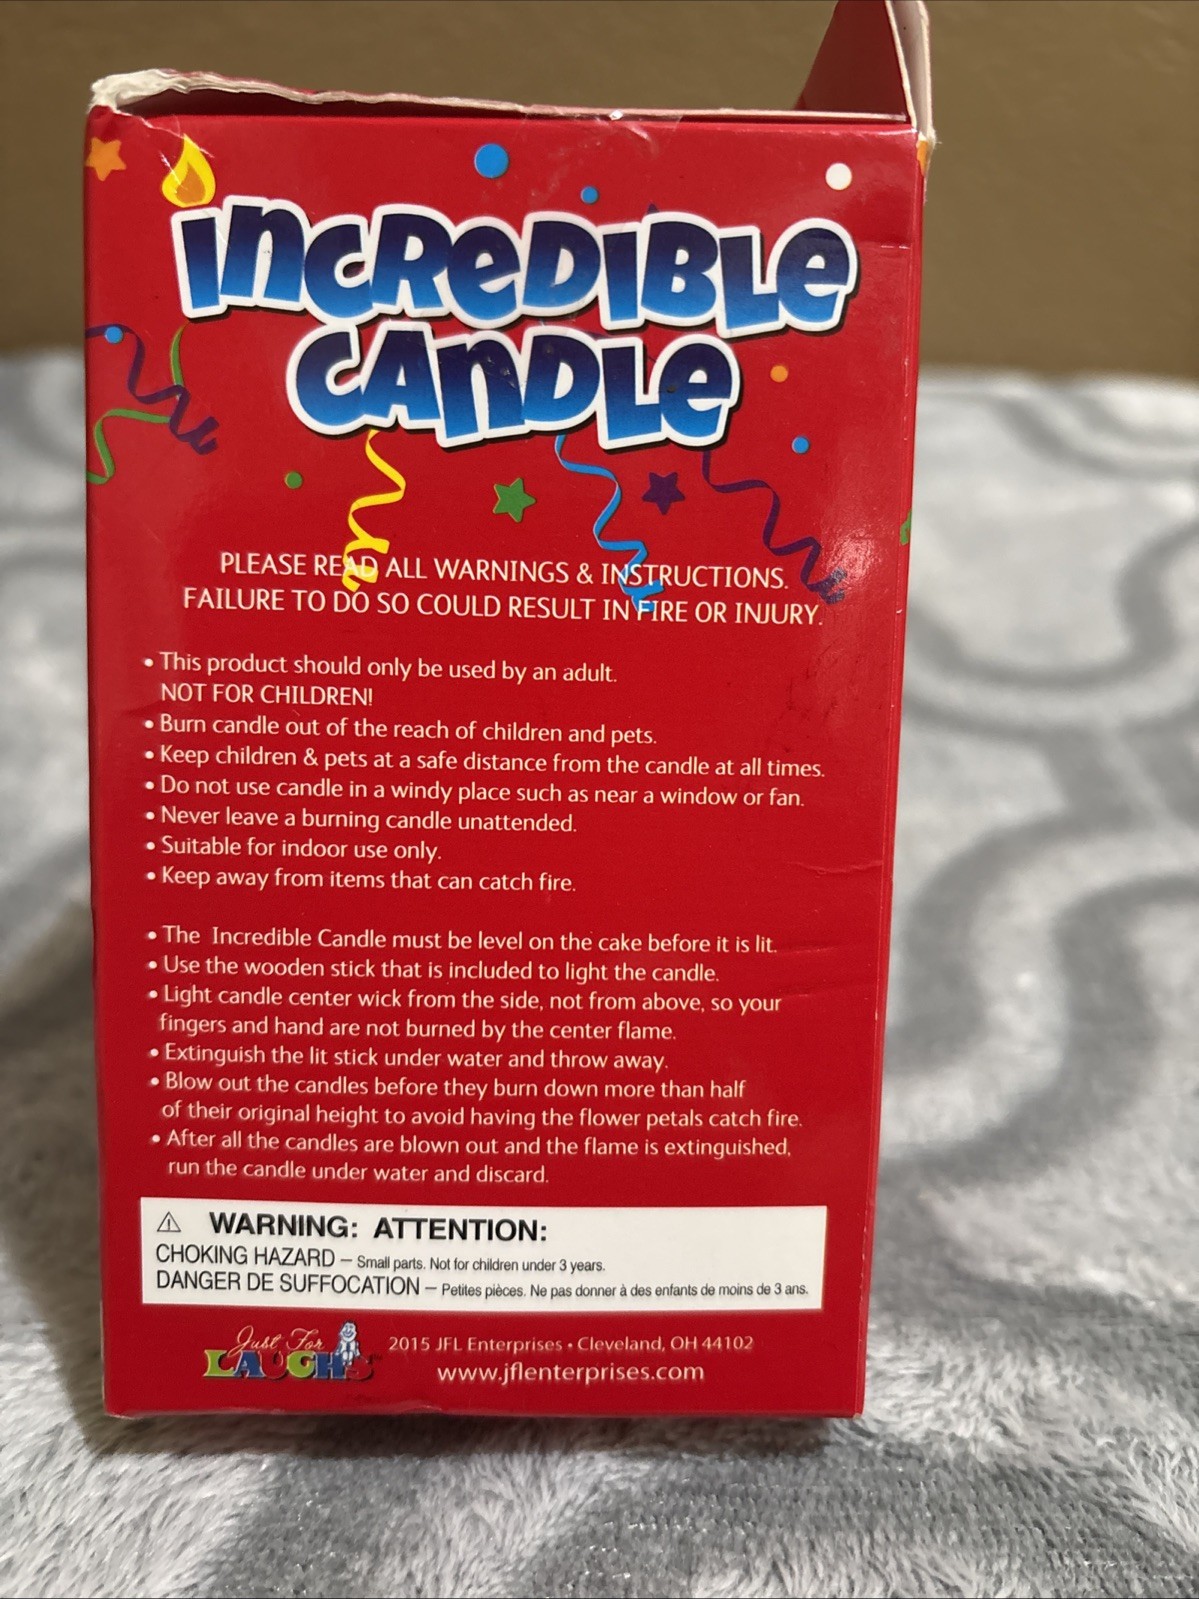 INCREDIBLE
CANDLE
PLEASE READ ALL WARNINGS & INSTRUCTIONS.
FAILURE TO DO SO COULD RESULT IN FIRE OR INJURY.
• This product should only be used by an adult.
NOT FOR CHILDREN!
• Burn candle out of the reach of children and pets.
• Keep children & pets at a safe distance from the candle at all times.
• Do not use candle in a windy place such as near a window or fan.
• Never leave a burning candle unattended.
• Suitable for indoor use only.
• Keep away from items that can catch fire.
• The Incredible Candle must be level on the cake before it is lit.
• Use the wooden stick that is included to light the candle.
• Light candle center wick from the side, not from above, so your
fingers and hand are not burned by the center flame.
• Extinguish the lit stick under water and throw away.
• Blow out the candles before they burn down more than half
of their original height to avoid having the flower petals catch fire.
• After all the candles are blown out and the flame is extinguished,
run the candle under water and discard.
⚠ WARNING: ATTENTION:
CHOKING HAZARD – Small parts. Not for children under 3 years.
DANGER DE SUFFOCATION – Petites pièces. Ne pas donner à des enfants de moins de 3 ans.
Just For
LAUGHS
2015 JFL Enterprises • Cleveland, OH 44102
www.jflenterprises.com